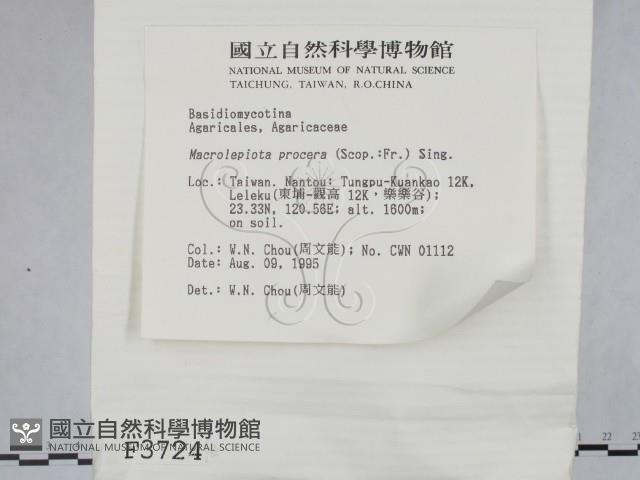 國立自然科學博物館
NATIONAL MUSEUM OF NATURAL SCIENCE
TAICHUNG, TAIWAN, R.O.CHINA
Basidiomycotina
Agaricales, Agaricaceae
Macrolepiota procera (Scop.:Fr.) Sing.
Loc.: Taiwan. Nantou: Tungpu-Kuankao 12K,
Leleku(東埔-觀高 12K，樂樂谷);
23.33N, 120.56E; alt. 1600m;
on soil.
Col.: W.N. Chou(周文能); No. CWN 01112
Date: Aug. 09, 1995
Det.: W.N. Chou(周文能)
國立自然科學博物館
NATIONAL MUSEUM OF NATURAL SCIENCE
F3724
1 22 23